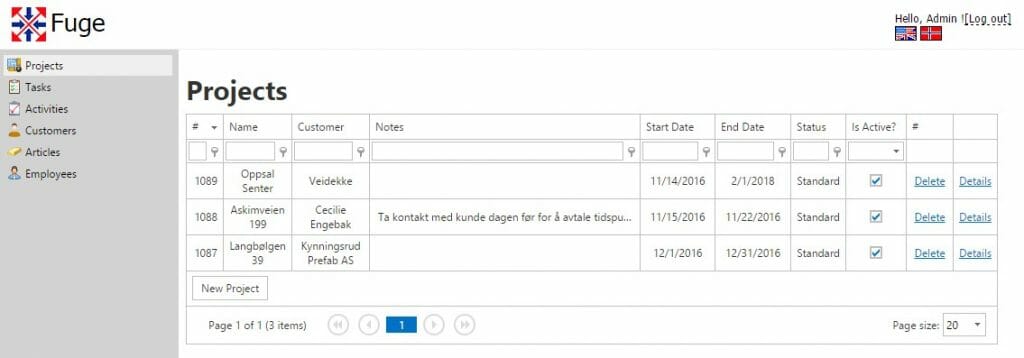 Fuge
Hello, Admin ![Log out]
Projects
Tasks
Activities
Customers
Articles
Employees
Projects
# Name Customer Notes Start Date End Date Status Is Active? #
1089 Oppsal Senter Veidekke 11/14/2016 2/1/2018 Standard Delete Details
1088 Askimveien 199 Cecilie Engebak Ta kontakt med kunde dagen før for å avtale tidspu... 11/15/2016 11/22/2016 Standard Delete Details
1087 Langbølgen 39 Kynningsrud Prefab AS 12/1/2016 12/31/2016 Standard Delete Details
New Project
Page 1 of 1 (3 items) 1 Page size: 20